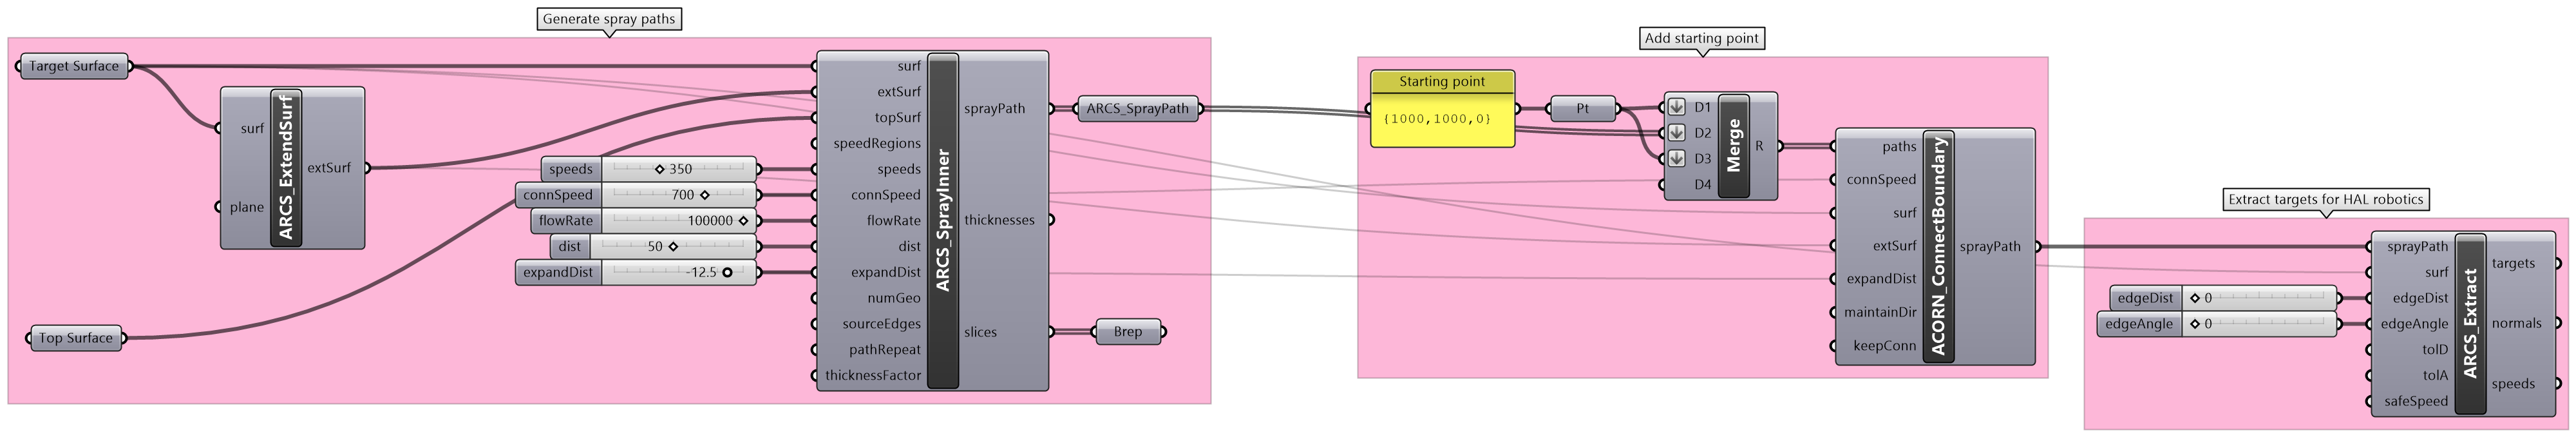 Generate spray paths
Target Surface
surf
plane
ARCS_ExtendSurf
extSurf
Top Surface
speeds 350
connSpeed 700
flowRate 100000
dist 50
expandDist -12.5
surf
extSurf
topSurf
speedRegions
speeds
connSpeed
flowRate
dist
expandDist
numGeo
sourceEdges
pathRepeat
thicknessFactor
ARCS_SprayInner
sprayPath
thicknesses
slices
ARCS_SprayPath
Brep
Add starting point
Starting point
{1000,1000,0}
Pt
D1
D2
D3
D4
Merge
R
paths
connSpeed
surf
extSurf
expandDist
maintainDir
keepConn
ACORN_ConnectBoundary
sprayPath
Extract targets for HAL robotics
edgeDist 0
edgeAngle 0
sprayPath
surf
edgeDist
edgeAngle
tolD
tolA
safeSpeed
ARCS_Extract
targets
normals
speeds